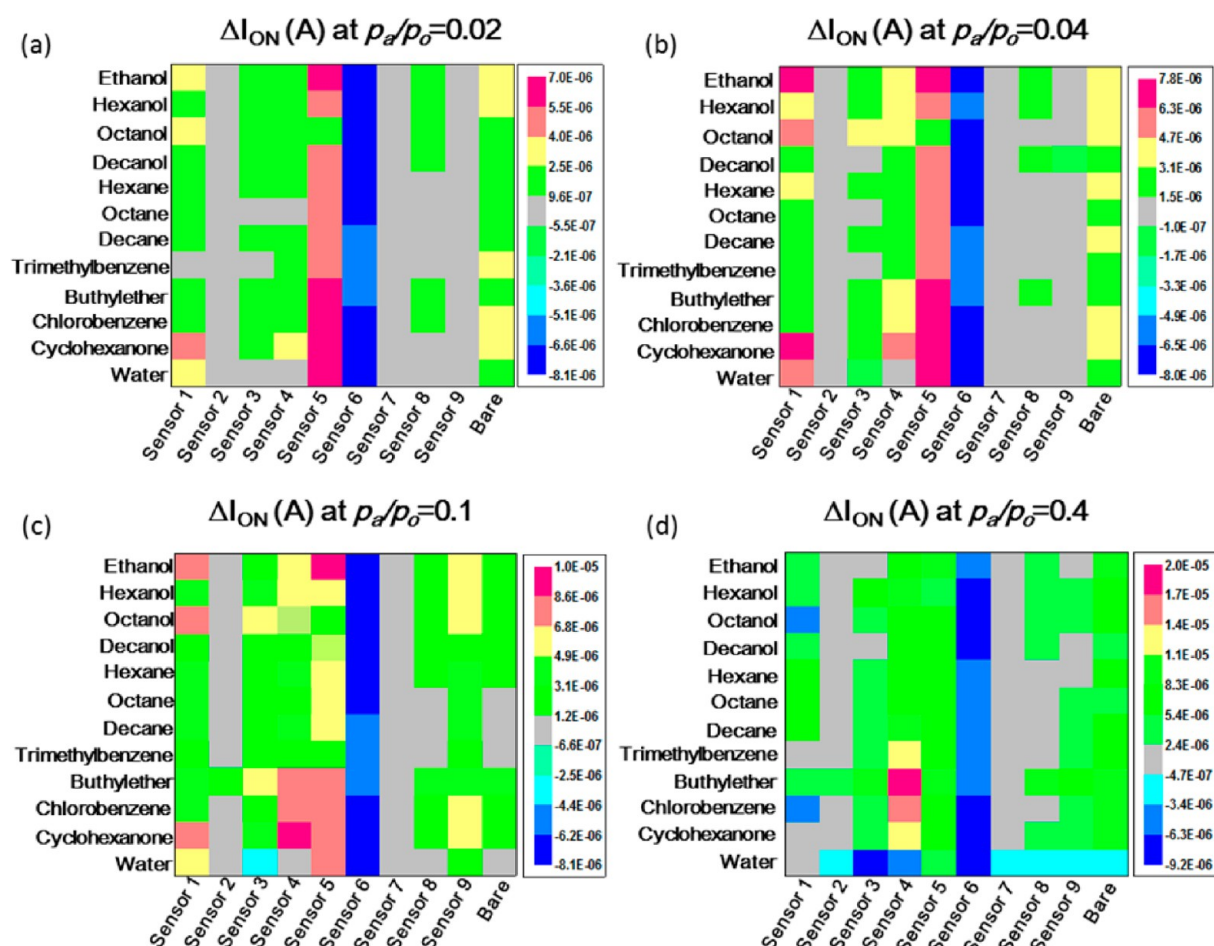 (a)
ΔI_ON (A) at p_a/p_o=0.02
Ethanol
Hexanol
Octanol
Decanol
Hexane
Octane
Decane
Trimethylbenzene
Buthylether
Chlorobenzene
Cyclohexanone
Water
Sensor 1
Sensor 2
Sensor 3
Sensor 4
Sensor 5
Sensor 6
Sensor 7
Sensor 8
Sensor 9
Bare
7.0E-06
5.5E-06
4.0E-06
2.5E-06
9.6E-07
-5.5E-07
-2.1E-06
-3.6E-06
-5.1E-06
-6.6E-06
-8.1E-06
(b)
ΔI_ON (A) at p_a/p_o=0.04
Ethanol
Hexanol
Octanol
Decanol
Hexane
Octane
Decane
Trimethylbenzene
Buthylether
Chlorobenzene
Cyclohexanone
Water
Sensor 1
Sensor 2
Sensor 3
Sensor 4
Sensor 5
Sensor 6
Sensor 7
Sensor 8
Sensor 9
Bare
7.8E-06
6.3E-06
4.7E-06
3.1E-06
1.5E-06
-1.0E-07
-1.7E-06
-3.3E-06
-4.9E-06
-6.5E-06
-8.0E-06
(c)
ΔI_ON (A) at p_a/p_o=0.1
Ethanol
Hexanol
Octanol
Decanol
Hexane
Octane
Decane
Trimethylbenzene
Buthylether
Chlorobenzene
Cyclohexanone
Water
Sensor 1
Sensor 2
Sensor 3
Sensor 4
Sensor 5
Sensor 6
Sensor 7
Sensor 8
Sensor 9
Bare
1.0E-05
8.6E-06
6.8E-06
4.9E-06
3.1E-06
1.2E-06
-6.6E-07
-2.5E-06
-4.4E-06
-6.2E-06
-8.1E-06
(d)
ΔI_ON (A) at p_a/p_o=0.4
Ethanol
Hexanol
Octanol
Decanol
Hexane
Octane
Decane
Trimethylbenzene
Buthylether
Chlorobenzene
Cyclohexanone
Water
Sensor 1
Sensor 2
Sensor 3
Sensor 4
Sensor 5
Sensor 6
Sensor 7
Sensor 8
Sensor 9
Bare
2.0E-05
1.7E-05
1.4E-05
1.1E-05
8.3E-06
5.4E-06
2.4E-06
-4.7E-07
-3.4E-06
-6.3E-06
-9.2E-06